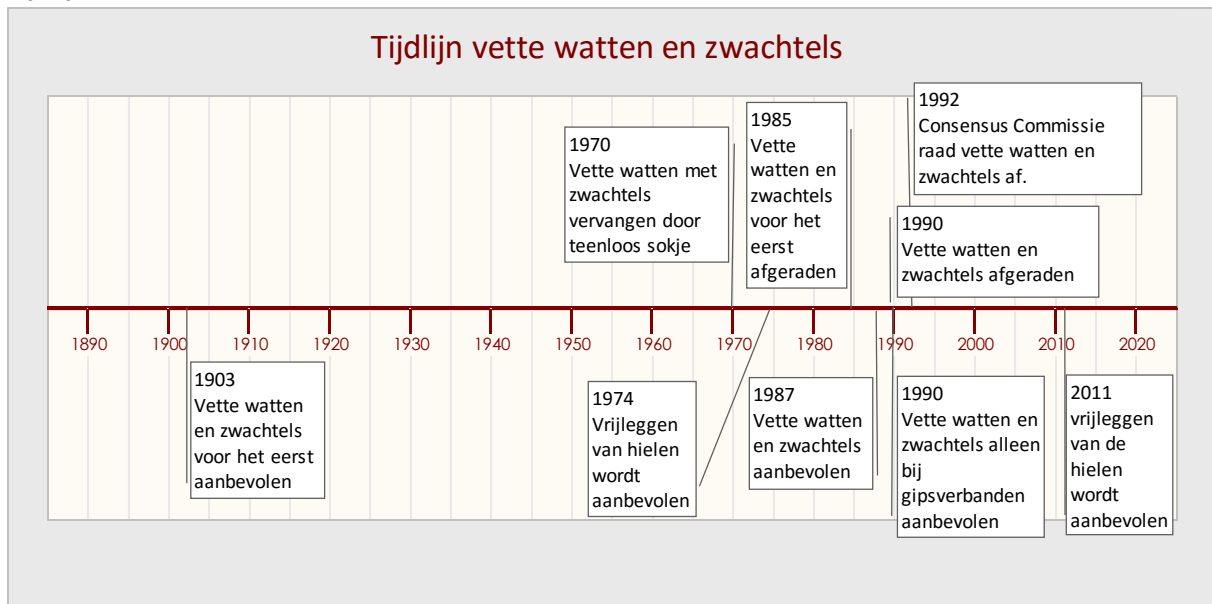 Tijdlijn vette watten en zwachtels
1970
Vette watten met
zwachtels
vervangen door
teenloos sokje
1985
Vette
watten en
zwachtels
voor het
eerst
afgeraden
1992
Consensus Commissie
raad vette watten en
zwachtels af.
1990
Vette watten en
zwachtels afgeraden
1890 1900 1910 1920 1930 1940 1950 1960 1970 1980 1990 2000 2010 2020
1903
Vette watten
en zwachtels
voor het eerst
aanbevolen
1974
Vrijleggen
van hielen
wordt
aanbevolen
1987
Vette watten
en zwachtels
aanbevolen
1990
Vette watten en
zwachtels alleen
bij
gipsverbanden
aanbevolen
2011
vrijleggen
van de
hielen
wordt
aanbevolen